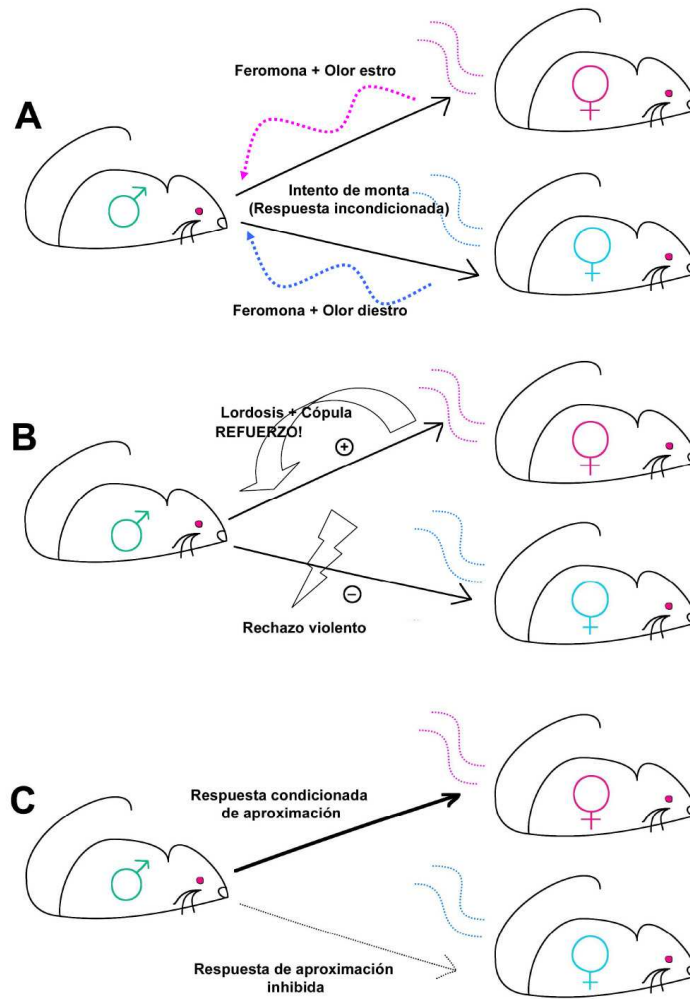 Feromona + Olor estro
A
Intento de monta
(Respuesta incondicionada)
Feromona + Olor diestro
B
Lordosis + Cópula
REFUERZO!
+
−
Rechazo violento
C
Respuesta condicionada
de aproximación
Respuesta de aproximación
inhibida